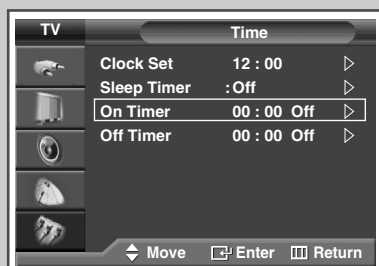 TV Time
Clock Set 12 : 00
Sleep Timer : Off
On Timer 00 : 00 Off
Off Timer 00 : 00 Off
Move Enter Return